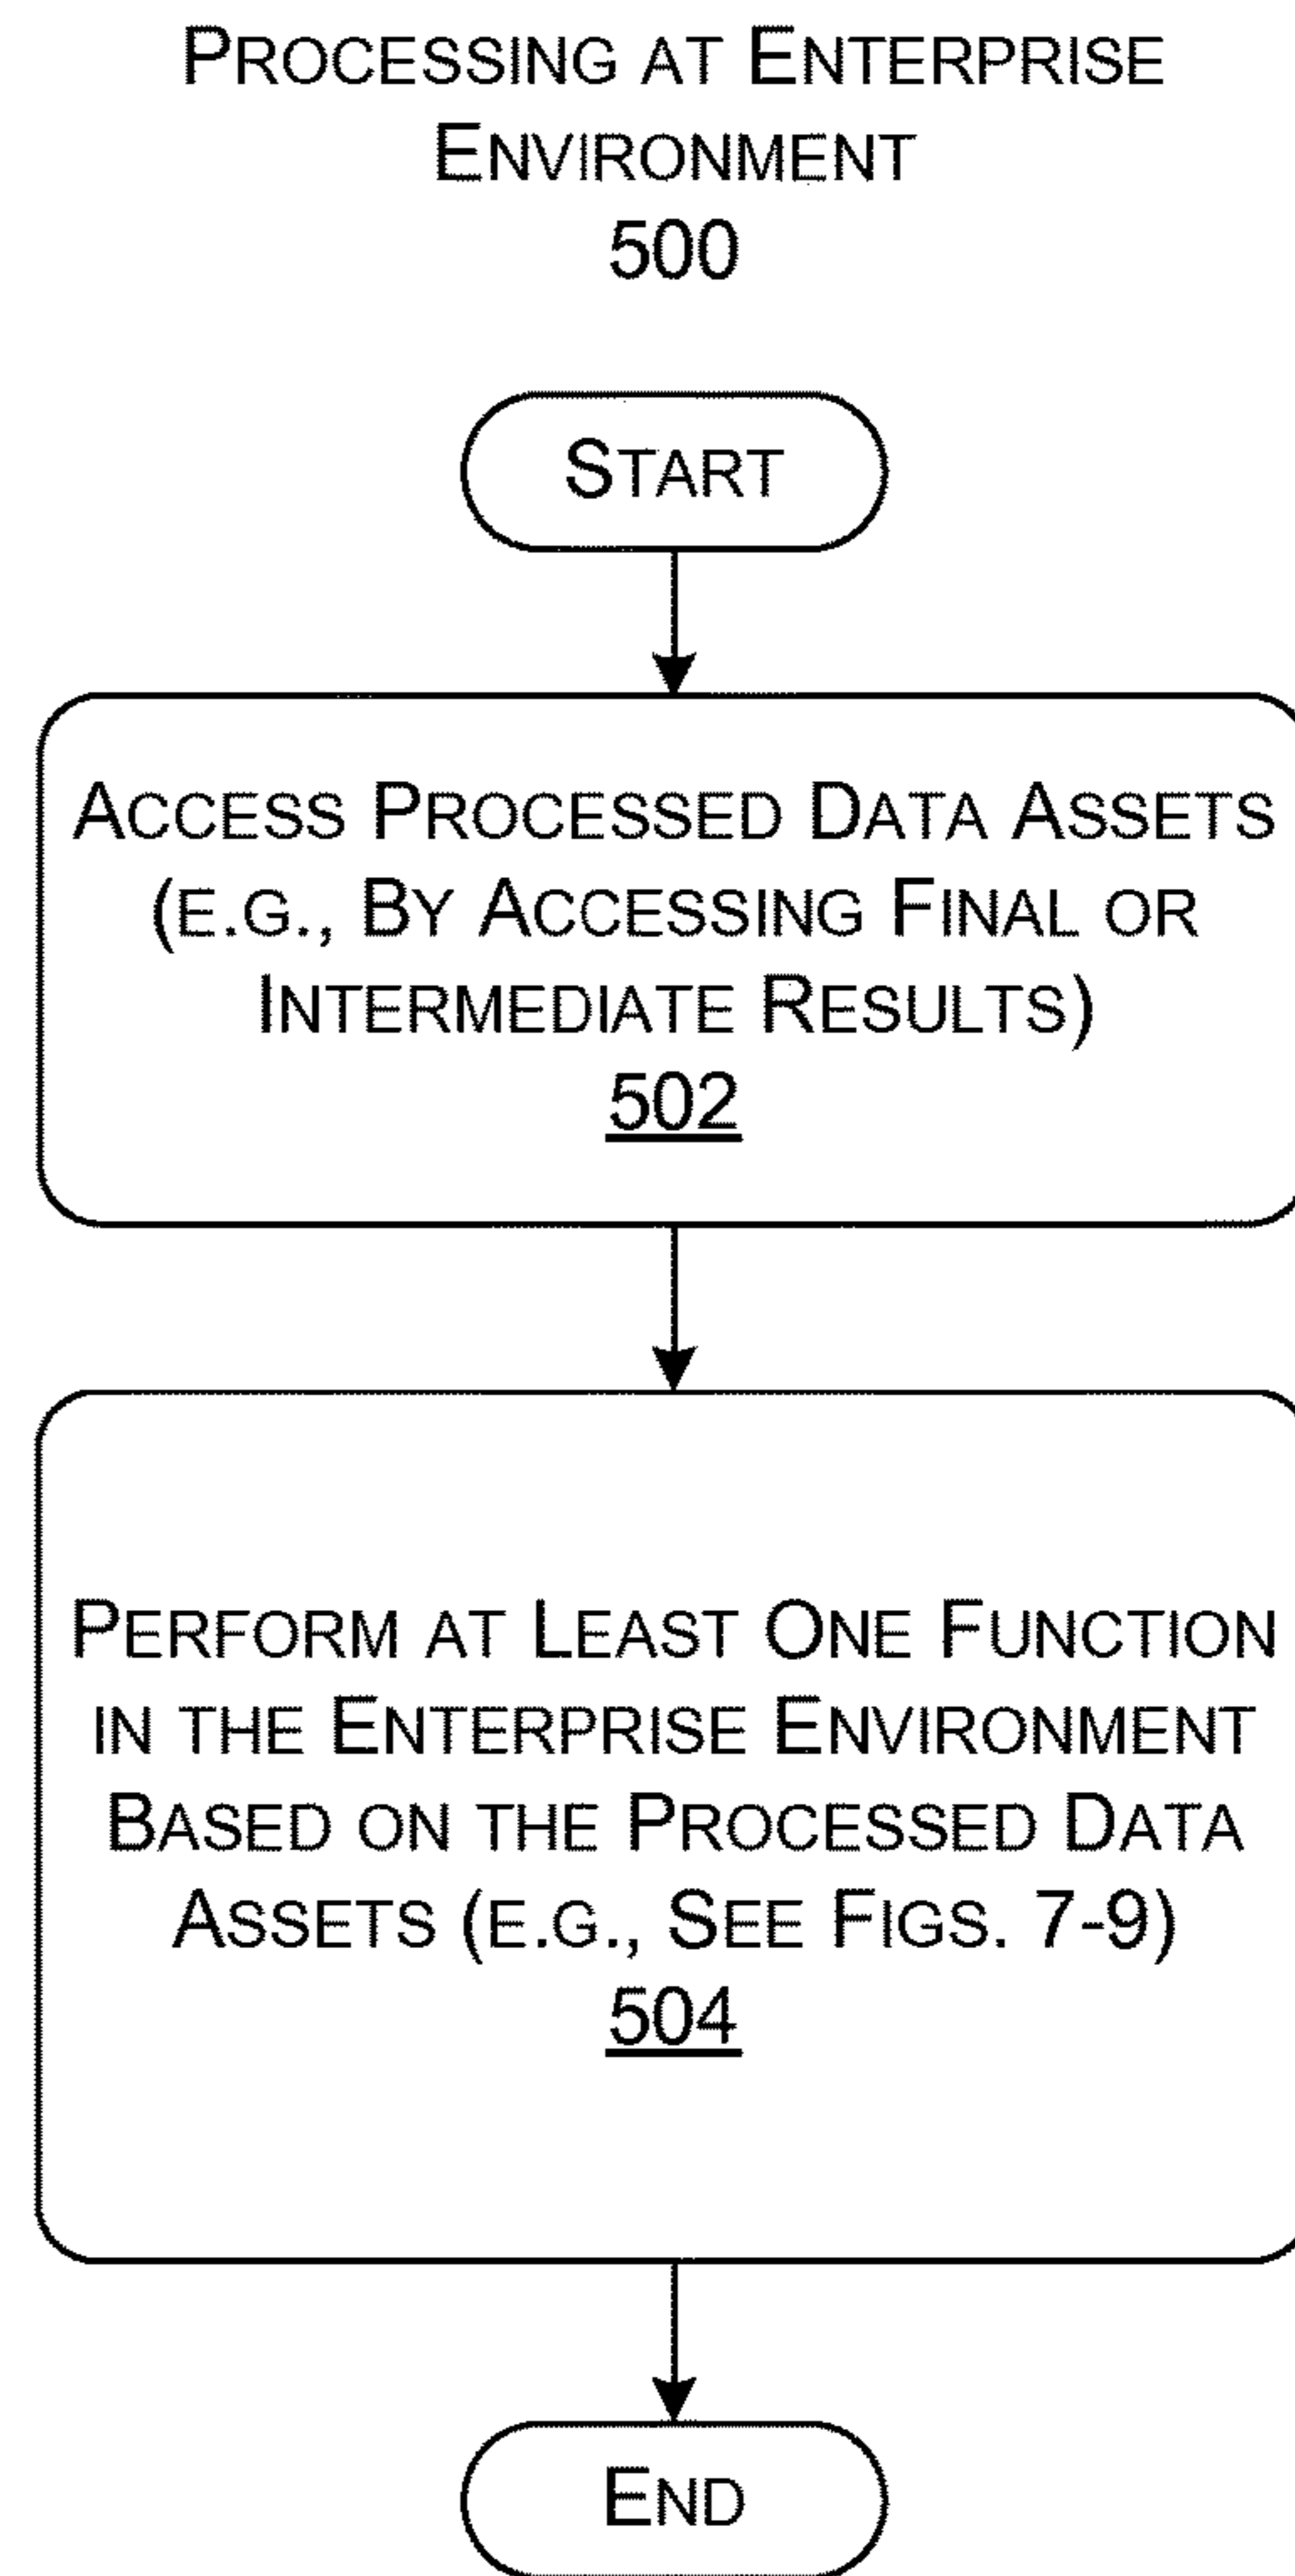 PROCESSING AT ENTERPRISE
ENVIRONMENT
500
START
ACCESS PROCESSED DATA ASSETS
(E.G., BY ACCESSING FINAL OR
INTERMEDIATE RESULTS)
502
PERFORM AT LEAST ONE FUNCTION
IN THE ENTERPRISE ENVIRONMENT
BASED ON THE PROCESSED DATA
ASSETS (E.G., SEE FIGS. 7-9)
504
END